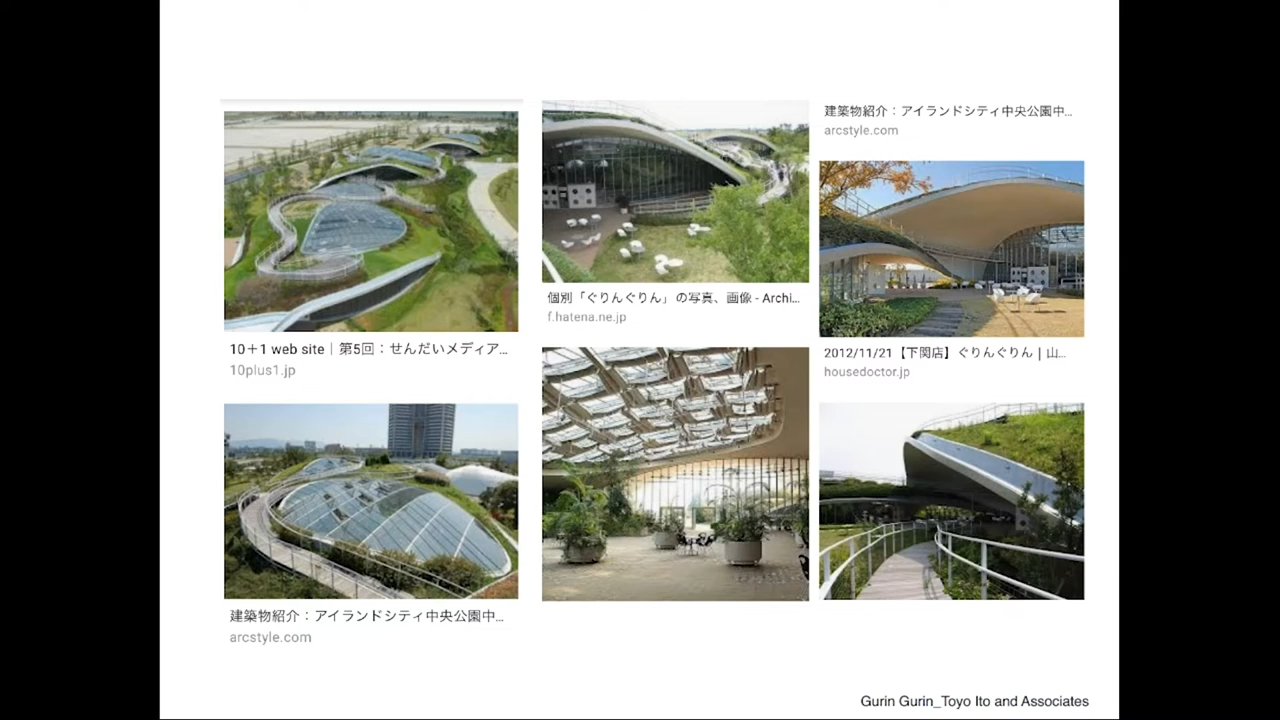 10+1 web site｜第5回：せんだいメディア...
10plus1.jp
建築物紹介：アイランドシティ中央公園中...
arcstyle.com
個別「ぐりんぐりん」の写真、画像 - Archi...
f.hatena.ne.jp
建築物紹介：アイランドシティ中央公園中...
arcstyle.com
2012/11/21【下関店】ぐりんぐりん | 山...
housedoctor.jp
Gurin Gurin_Toyo Ito and Associates